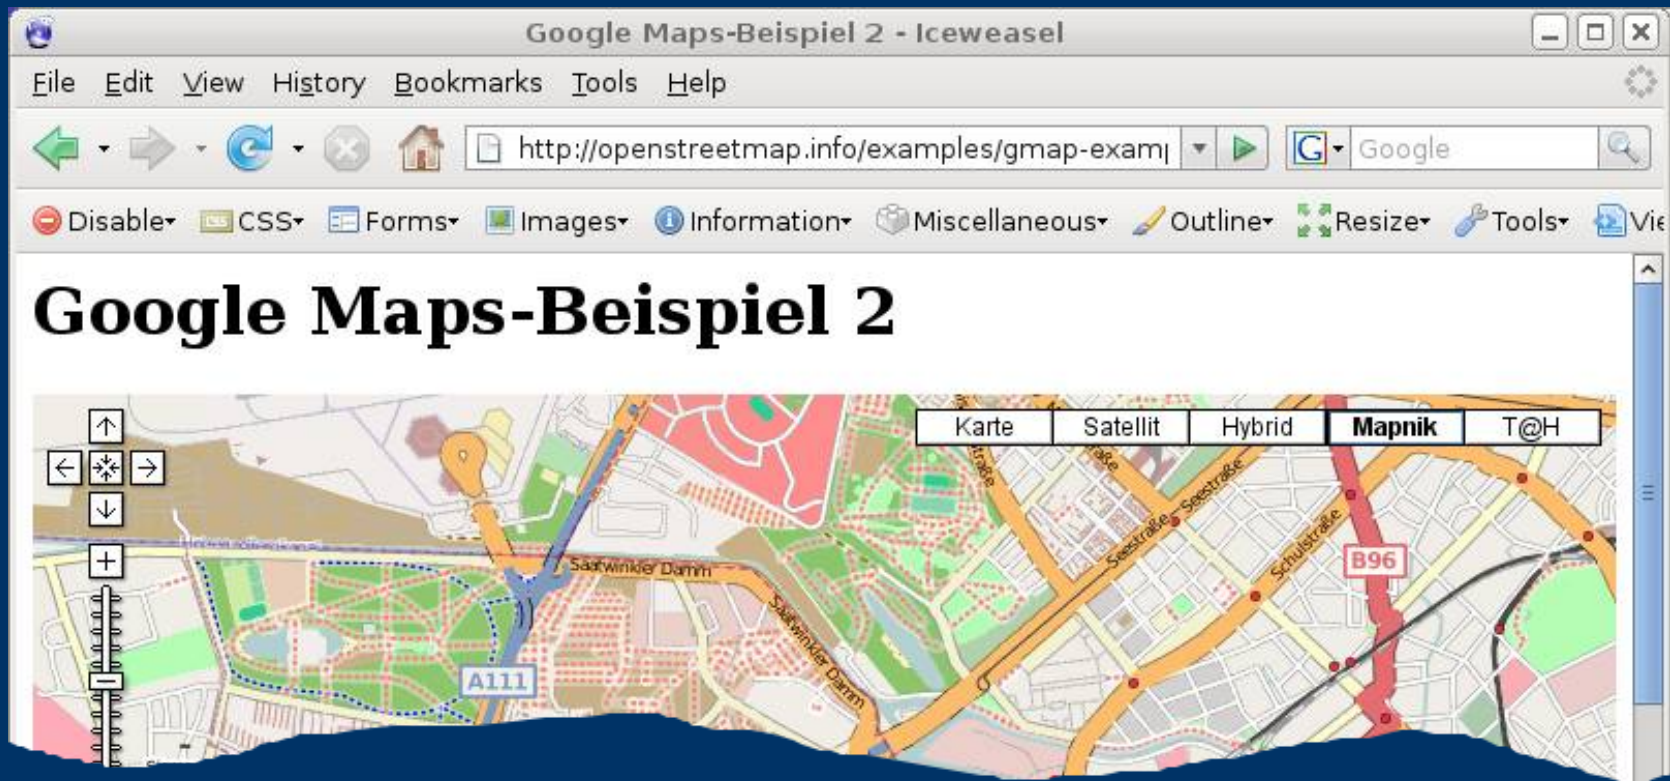 Google Maps-Beispiel 2 - Iceweasel
File Edit View History Bookmarks Tools Help
http://openstreetmap.info/examples/gmap-exam
Google
Disable CSS Forms Images Information Miscellaneous Outline Resize Tools Vie
Google Maps-Beispiel 2
Karte Satellit Hybrid Mapnik T@H
Seestraße
Seestraße
Schulstraße
B96
Saatwinkler Damm
Saatwinkler Damm
A111